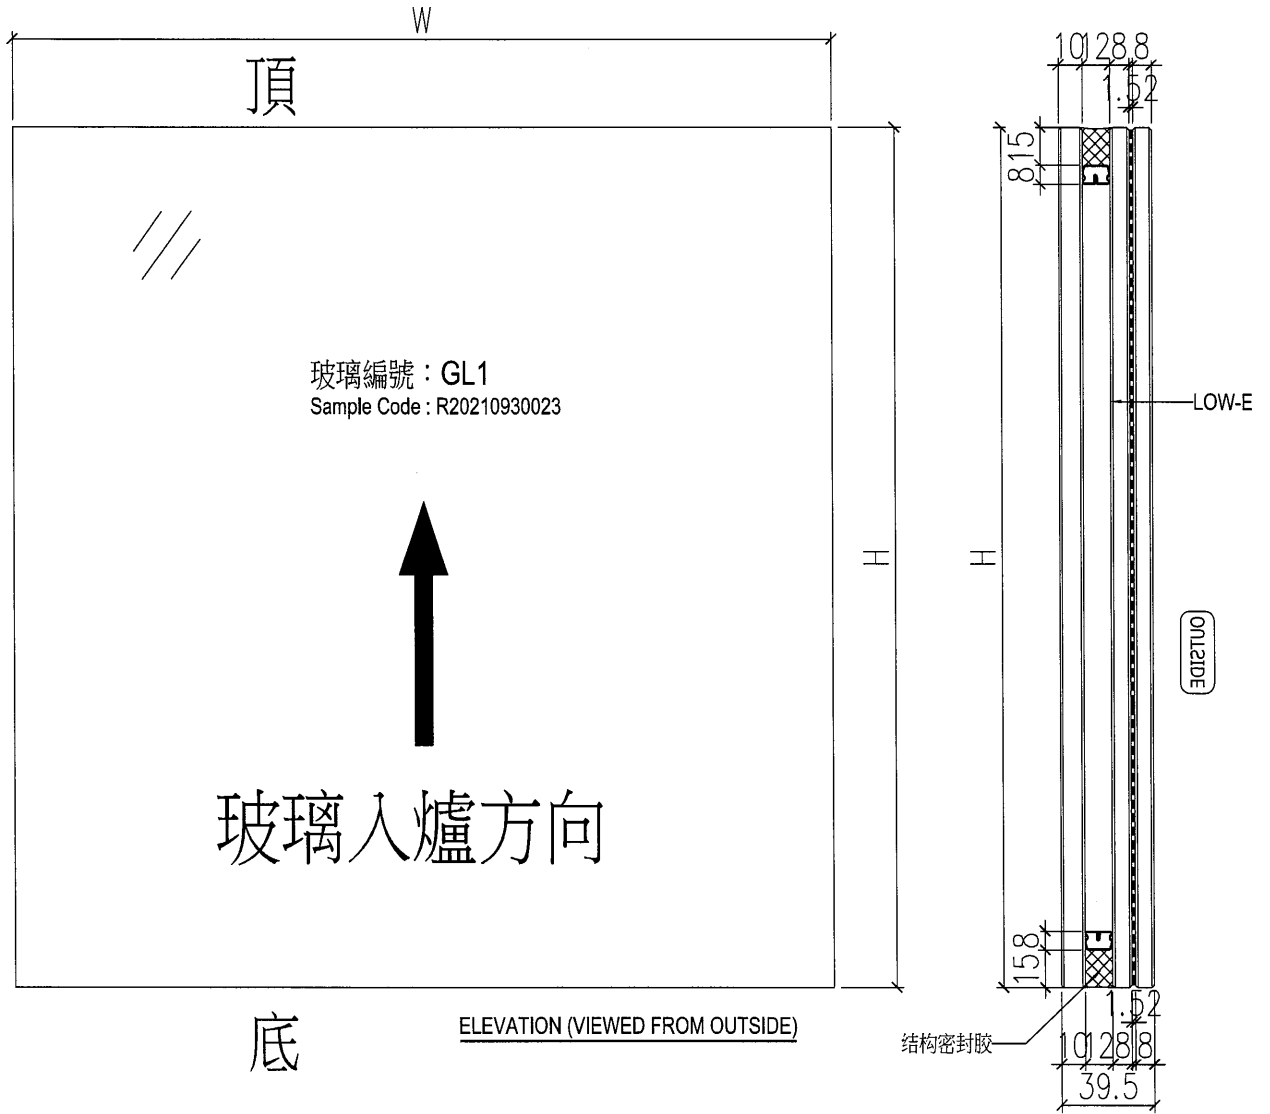 W
頂
10 12 8 8
1.52
15
8
玻璃編號：GL1
Sample Code : R20210930023
LOW-E
H
H
OUTSIDE
玻璃入爐方向
8
15
底
ELEVATION (VIEWED FROM OUTSIDE)
结构密封胶
1.52
10 12 8 8
39.5